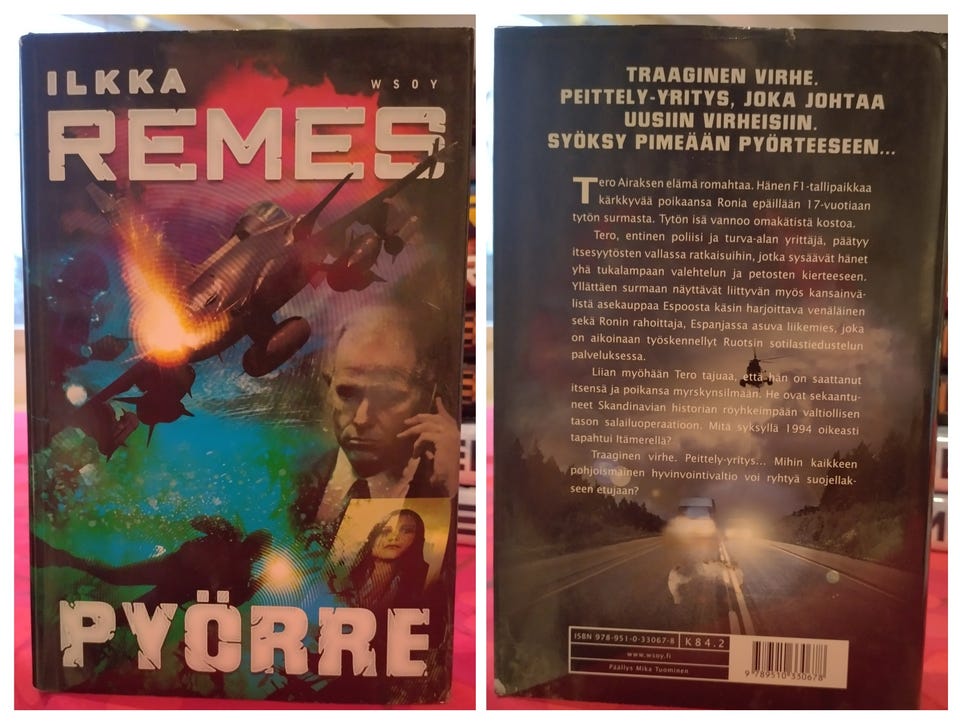 ILKKA
WSOY
REMES
PYÖRRE
TRAAGINEN VIRHE.
PEITTELY-YRITYS, JOKA JOHTAA
UUSIIN VIRHEISIIN.
SYÖKSY PIMEÄÄN PYÖRTEESEEN...
Tero Airaksen elämä romahtaa. Hänen F1-tallipaikkaa
kärkkyvää poikaansa Ronia epäillään 17-vuotiaan
tytön surmasta. Tytön isä vannoo omakätistä kostoa.
Tero, entinen poliisi ja turva-alan yrittäjä, päätyy
itsesyytösten vallassa ratkaisuihin, jotka sysäävät hänet
yhä tukalampaan valehtelun ja petosten kierteeseen.
Yllättäen surmaan näyttävät liittyvän myös kansainvä-
listä asekauppaa Espoosta käsin harjoittava venäläinen
sekä Ronin rahoittaja, Espanjassa asuva liikemies, joka
on aikoinaan työskennellyt Ruotsin sotilastiedustelun
palveluksessa.
Liian myöhään Tero tajuaa, että hän on saattanut
itsensä ja poikansa myrskynsilmään. He ovat sekaantu-
neet Skandinavian historian röyhkeimpään valtiollisen
tason salailuoperaatioon. Mitä syksyllä 1994 oikeasti
tapahtui Itämerellä?
Traaginen virhe. Peittely-yritys... Mihin kaikkeen
pohjoismainen hyvinvointivaltio voi ryhtyä suojellak-
seen etujaan?
ISBN 978-951-0-33067-8 K 84.2
www.wsoy.fi
Päällys Mika Tuominen
9 789510 330678